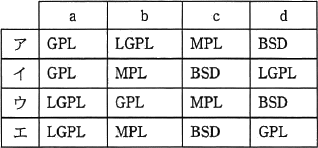 a b c d
ア GPL LGPL MPL BSD
イ GPL MPL BSD LGPL
ウ LGPL GPL MPL BSD
エ LGPL MPL BSD GPL